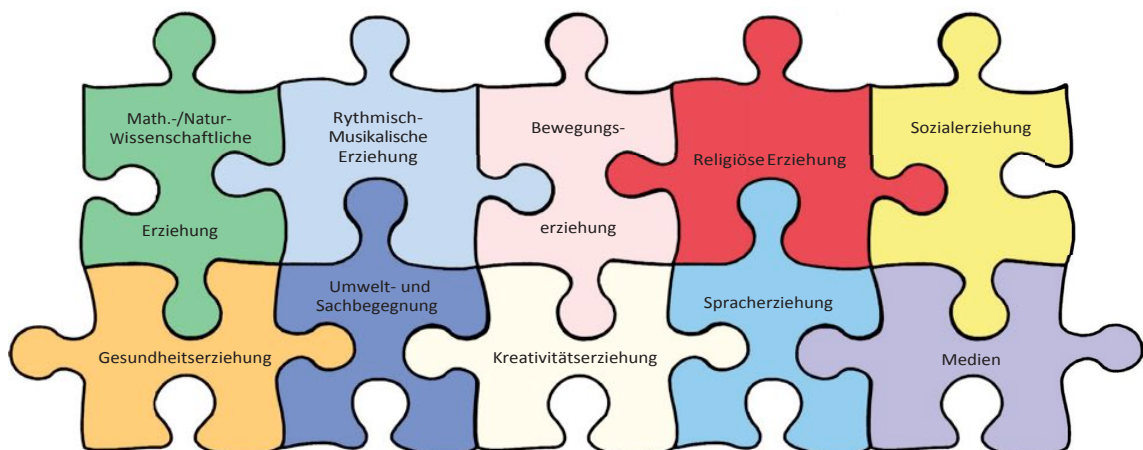 Math.-/Natur-
Wissenschaftliche
Erziehung
Rythmisch-
Musikalische
Erziehung
Bewegungs-
erziehung
Religiöse Erziehung
Sozialerziehung
Gesundheitserziehung
Umwelt- und
Sachbegegnung
Kreativitätserziehung
Spracherziehung
Medien